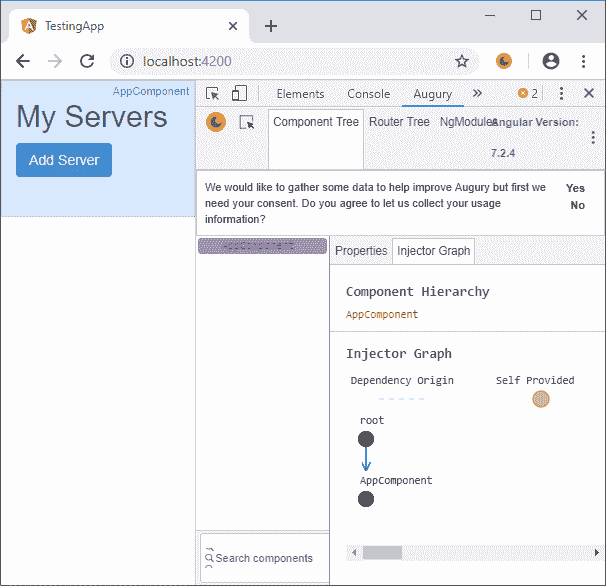 TestingApp
localhost:4200
AppComponent
My Servers
Add Server
Elements
Console
Augury
2
Component Tree
Router Tree
NgModules
Angular Version:
7.2.4
We would like to gather some data to help improve Augury but first we
need your consent. Do you agree to let us collect your usage
information?
Yes
No
AppComponent
Properties
Injector Graph
Component Hierarchy
AppComponent
Injector Graph
Dependency Origin
Self Provided
root
AppComponent
Search components